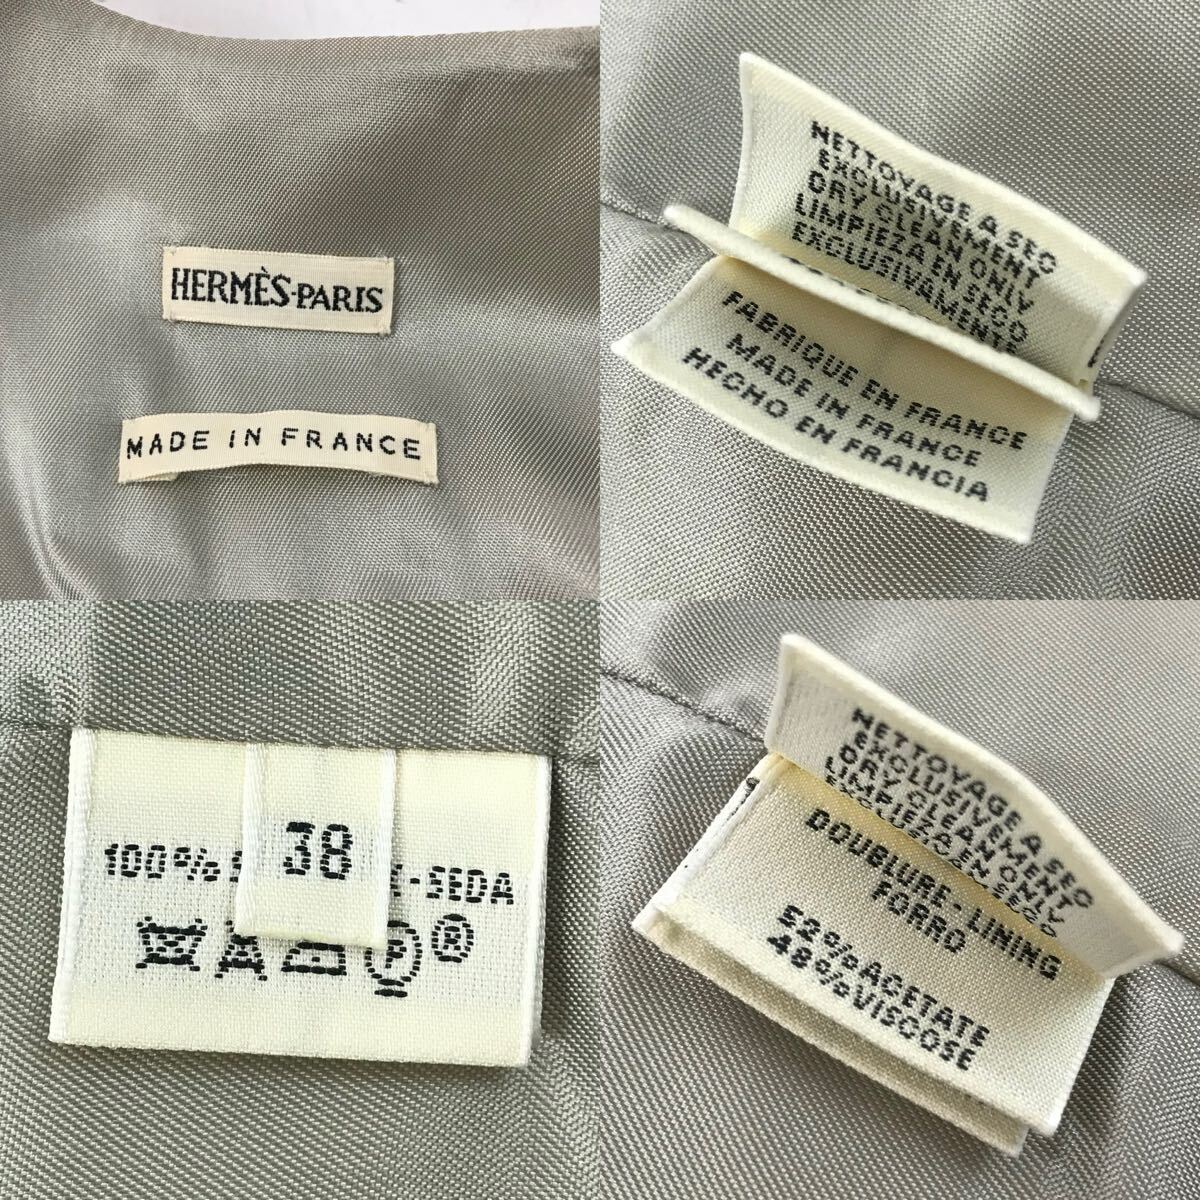 HERMÈS-PARIS
MADE IN FRANCE
NETTOYAGE A SEC
EXCLUSIVEMENT
DRY CLEAN ON ONLY
LIMPIEZA EN SECO
EXCLUSIVAMENTE
FABRIQUE EN FRANCE
MADE IN FRANCE
HECHO EN FRANCIA
38
100% -SEDA
P ®
NETTOYAGE A SEC
EXCLUSIVEMENT
DRY CLEAN ONLY
LIMPIEZA EN SECO
DOUBLURE - LINING
FORRO
52% ACETATE
48% VISCOSE